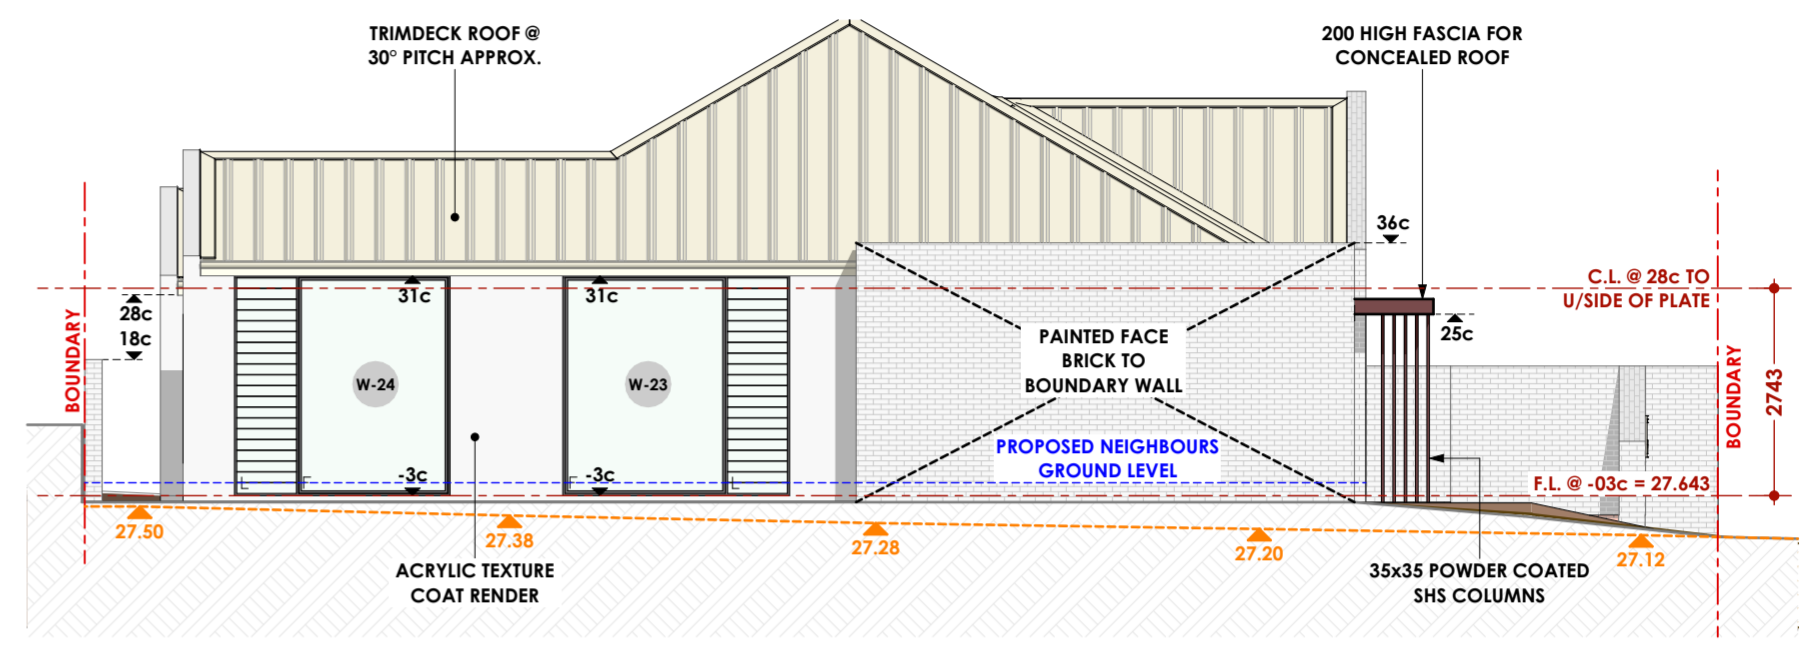 TRIMDECK ROOF @
30° PITCH APPROX.
200 HIGH FASCIA FOR
CONCEALED ROOF
36c
C.L. @ 28c TO
U/SIDE OF PLATE
28c
18c
31c
31c
25c
BOUNDARY
W-24
W-23
PAINTED FACE
BRICK TO
BOUNDARY WALL
BOUNDARY
2743
PROPOSED NEIGHBOURS
GROUND LEVEL
-3c
-3c
F.L. @ -03c = 27.643
27.50
27.38
27.28
27.20
27.12
ACRYLIC TEXTURE
COAT RENDER
35x35 POWDER COATED
SHS COLUMNS